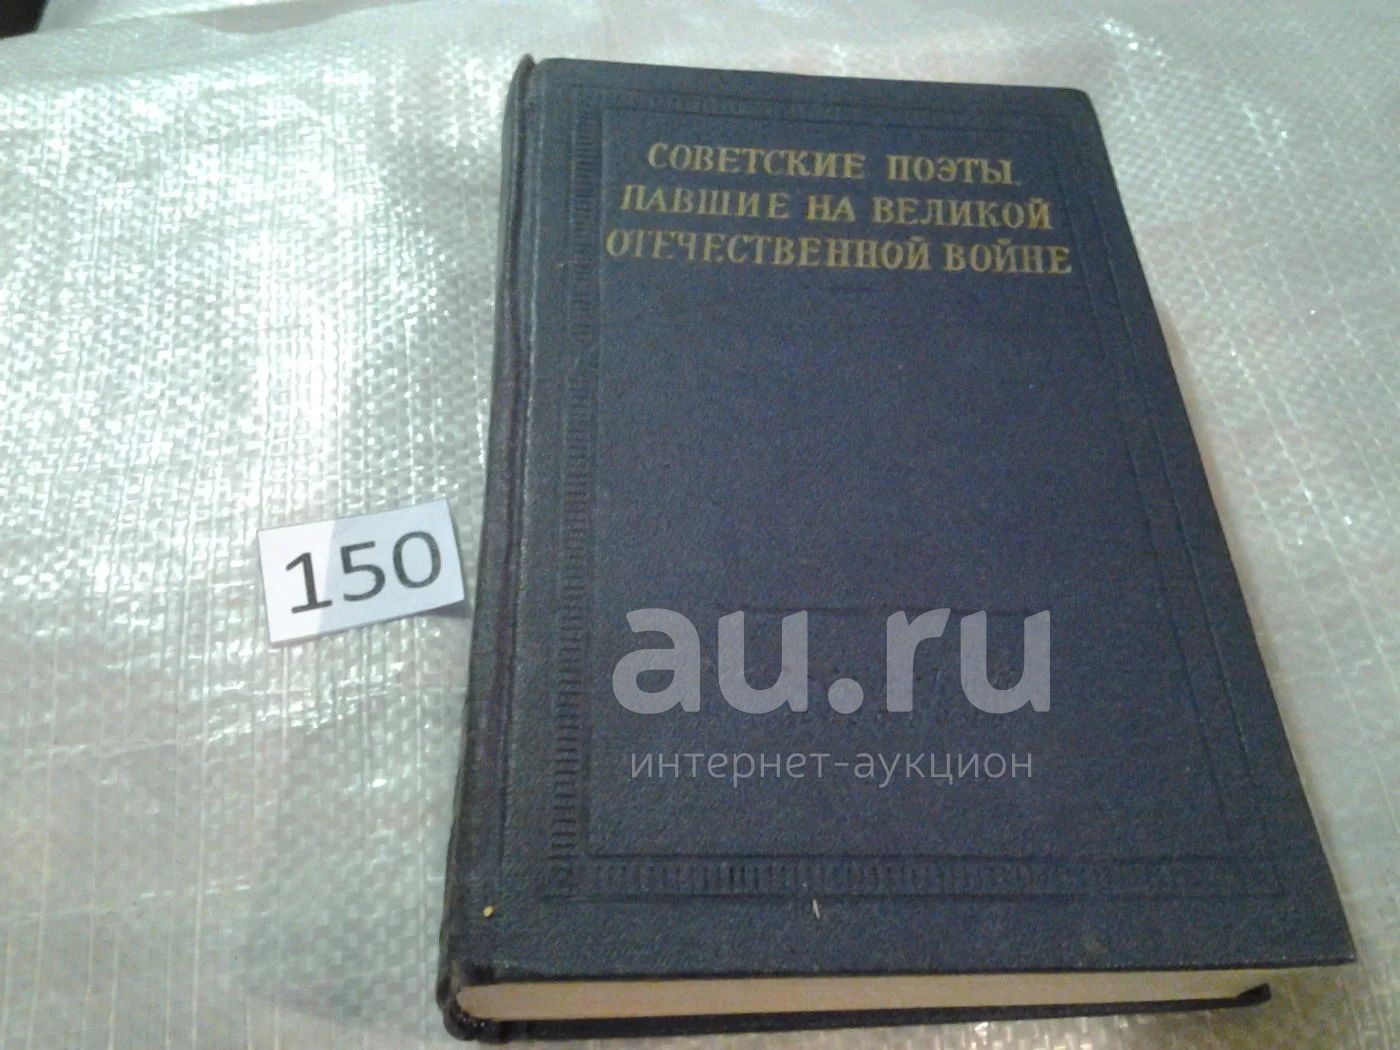 СОВЕТСКИЕ ПОЭТЫ,
ПАВШИЕ НА ВЕЛИКОЙ
ОТЕЧЕСТВЕННОЙ ВОЙНЕ
150
au.ru
интернет-аукцион